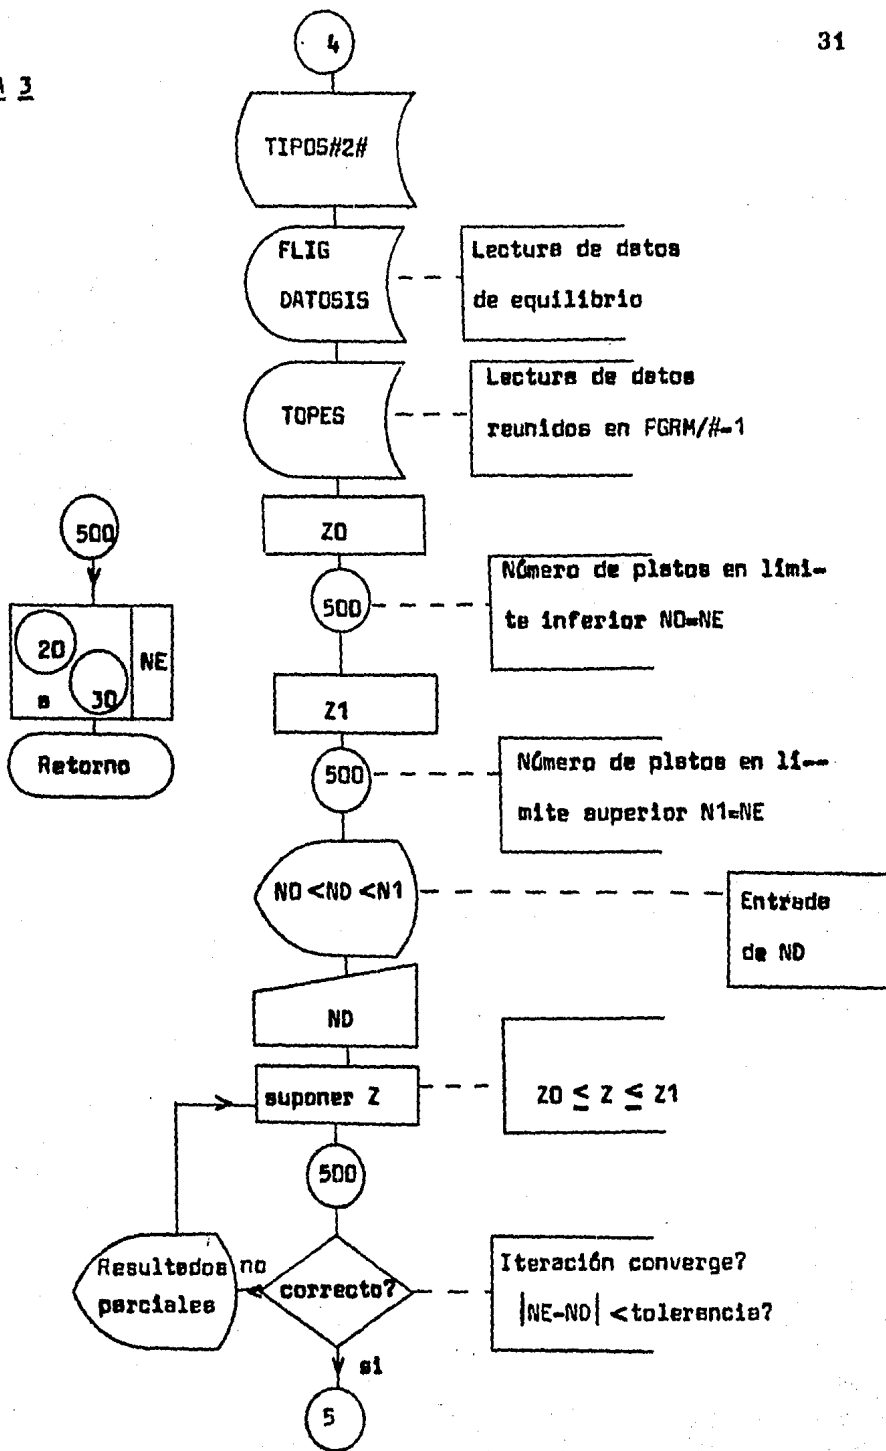 31
A 3
4
TIPOS#2#
FLIG
DATOSIS
Lectura de datos
de equilibrio
TOPES
Lectura de datos
reunidos en FGRM/#-1
Z0
500
Número de platos en lími-
te inferior N0=NE
500
20
a 30
NE
Retorno
Z1
500
Número de platos en lí--
mite superior N1=NE
N0 <ND <N1
Entrada
de ND
ND
suponer Z
Z0 ≤ Z ≤ Z1
500
Resultados
parciales
no
correcto?
Iteración converge?
|NE-ND| <tolerancia?
si
5